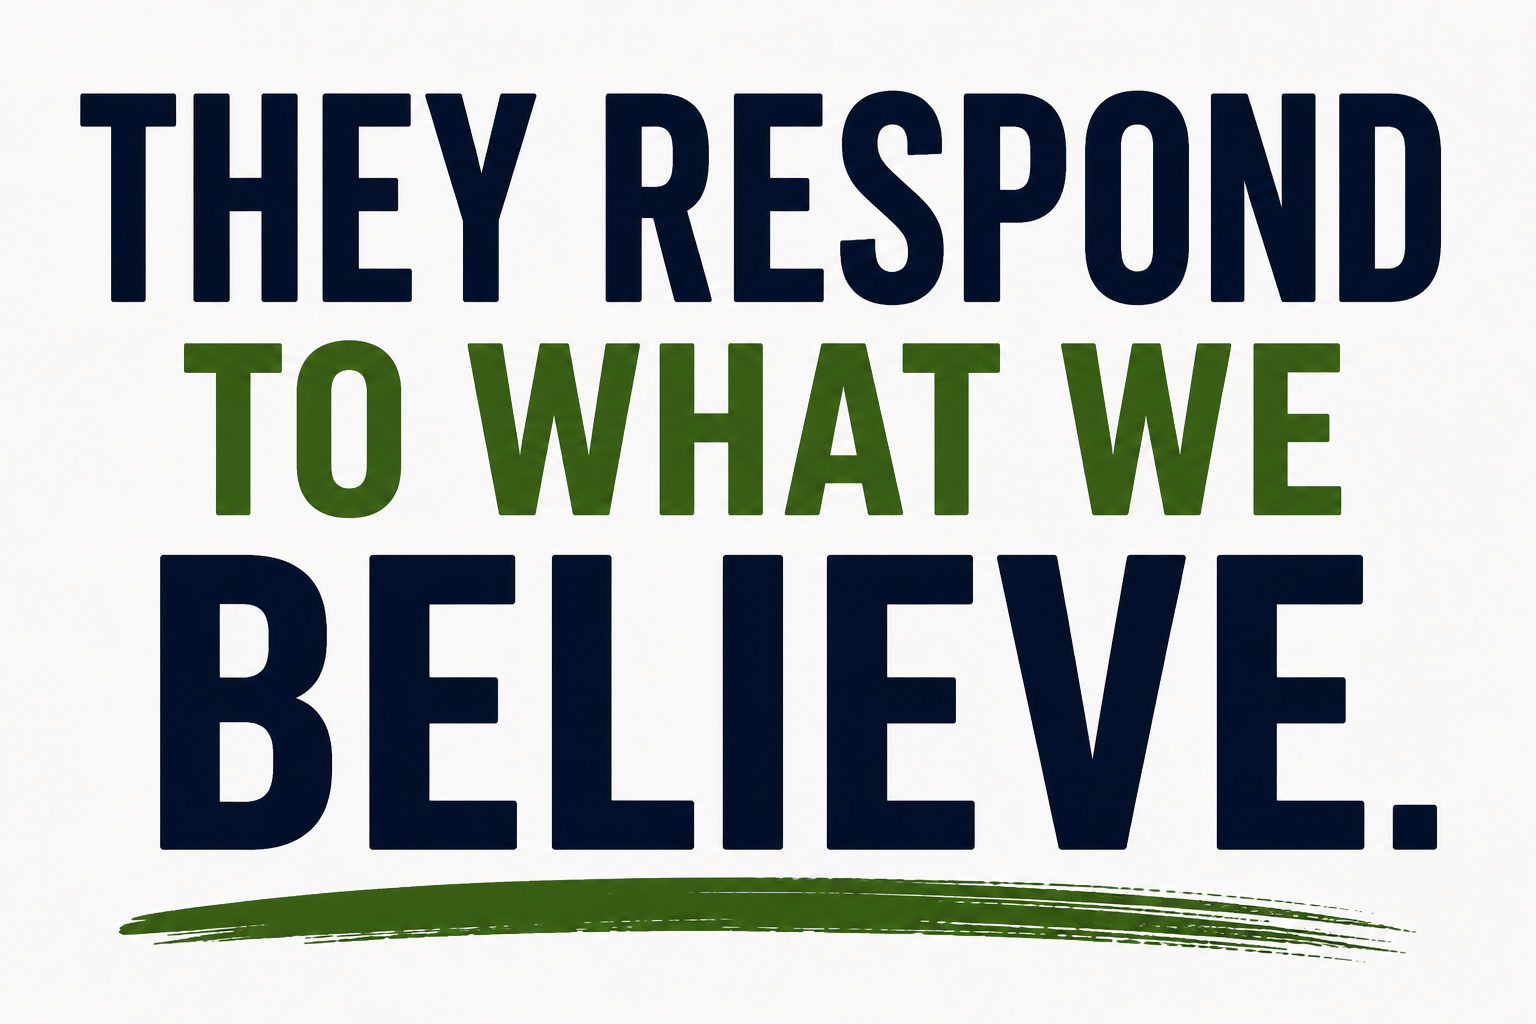 THEY RESPOND
TO WHAT WE
BELIEVE.